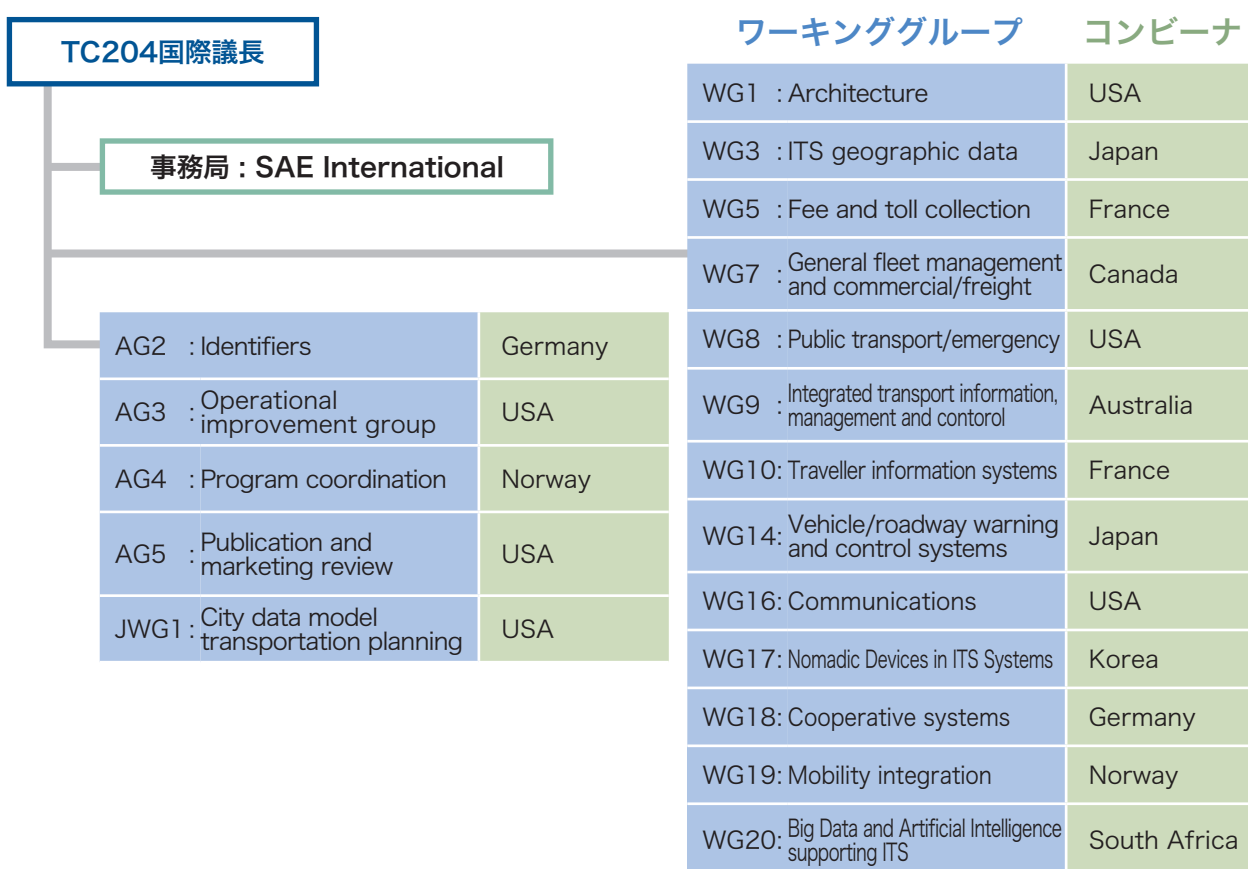 TC204国際議長
事務局 : SAE International
AG2 : Identifiers Germany
AG3 : Operational
improvement group USA
AG4 : Program coordination Norway
AG5 : Publication and
marketing review USA
JWG1 : City data model
transportation planning USA
ワーキンググループ コンビーナ
WG1 : Architecture USA
WG3 : ITS geographic data Japan
WG5 : Fee and toll collection France
WG7 : General fleet management
and commercial/freight Canada
WG8 : Public transport/emergency USA
WG9 : Integrated transport information,
management and contorol Australia
WG10: Traveller information systems France
WG14: Vehicle/roadway warning
and control systems Japan
WG16: Communications USA
WG17: Nomadic Devices in ITS Systems Korea
WG18: Cooperative systems Germany
WG19: Mobility integration Norway
WG20: Big Data and Artificial Intelligence
supporting ITS South Africa